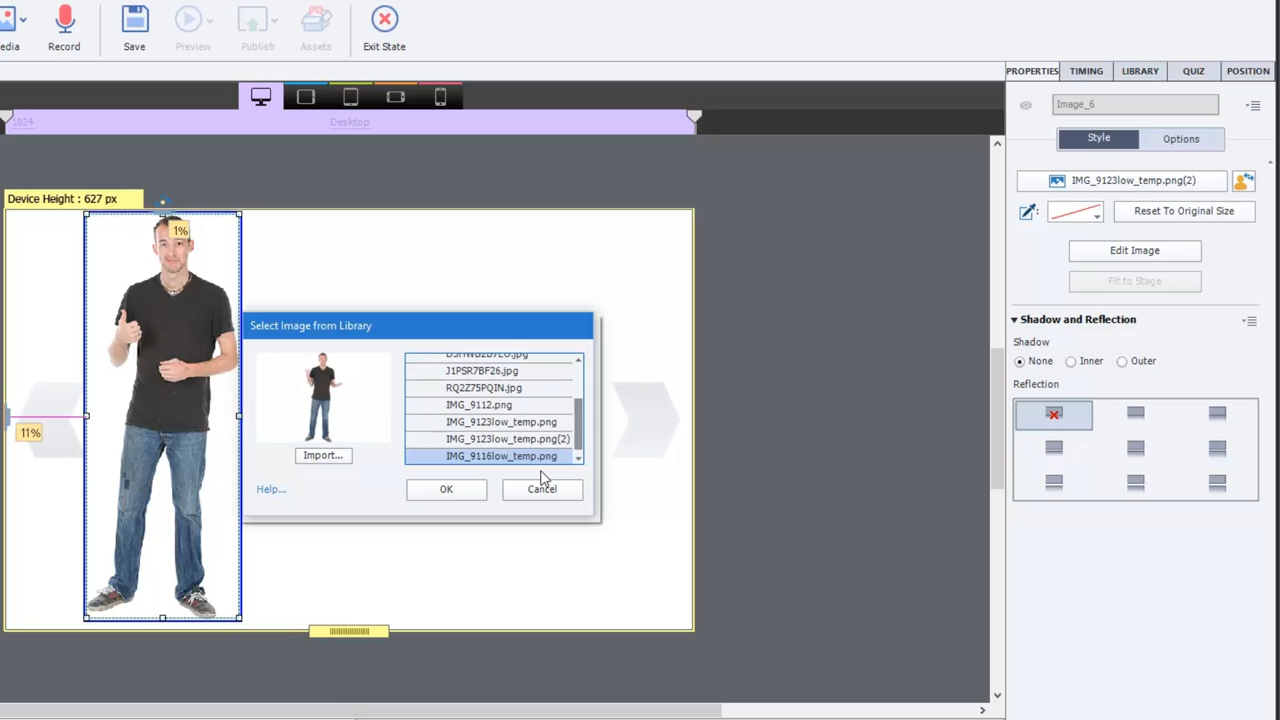 edia
Record
Save
Preview
Publish
Assets
Exit State
PROPERTIES
TIMING
LIBRARY
QUIZ
POSITION
1024
Desktop
Image_6
Style
Options
IMG_9123low_temp.png(2)
Reset To Original Size
Edit Image
Fit to Stage
Shadow and Reflection
Shadow
None
Inner
Outer
Reflection
Device Height : 627 px
1%
11%
Select Image from Library
J1PSR7BF26.jpg
RQ2Z75PQIN.jpg
IMG_9112.png
IMG_9123low_temp.png
IMG_9123low_temp.png(2)
IMG_9116low_temp.png
Import...
Help...
OK
Cancel